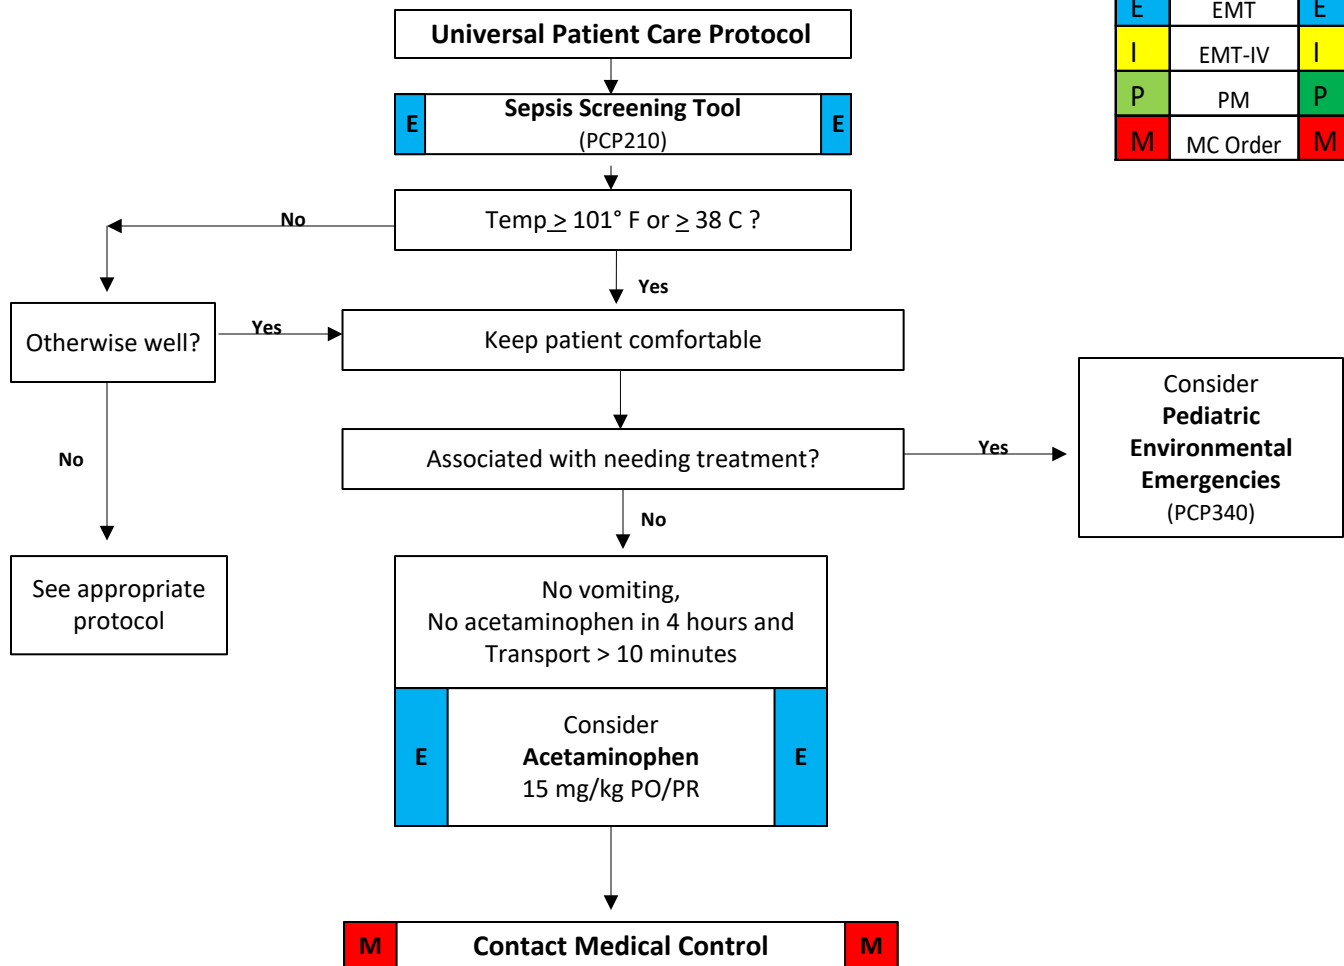 E EMT E
I EMT-IV I
P PM P
M MC Order M
Universal Patient Care Protocol
E Sepsis Screening Tool E
(PCP210)
Temp ≥ 101° F or ≥ 38 C ?
No
Yes
Otherwise well?
Yes
Keep patient comfortable
No
Associated with needing treatment?
Yes
Consider
Pediatric
Environmental
Emergencies
(PCP340)
No
See appropriate
protocol
No vomiting,
No acetaminophen in 4 hours and
Transport > 10 minutes
Consider
E Acetaminophen E
15 mg/kg PO/PR
M Contact Medical Control M